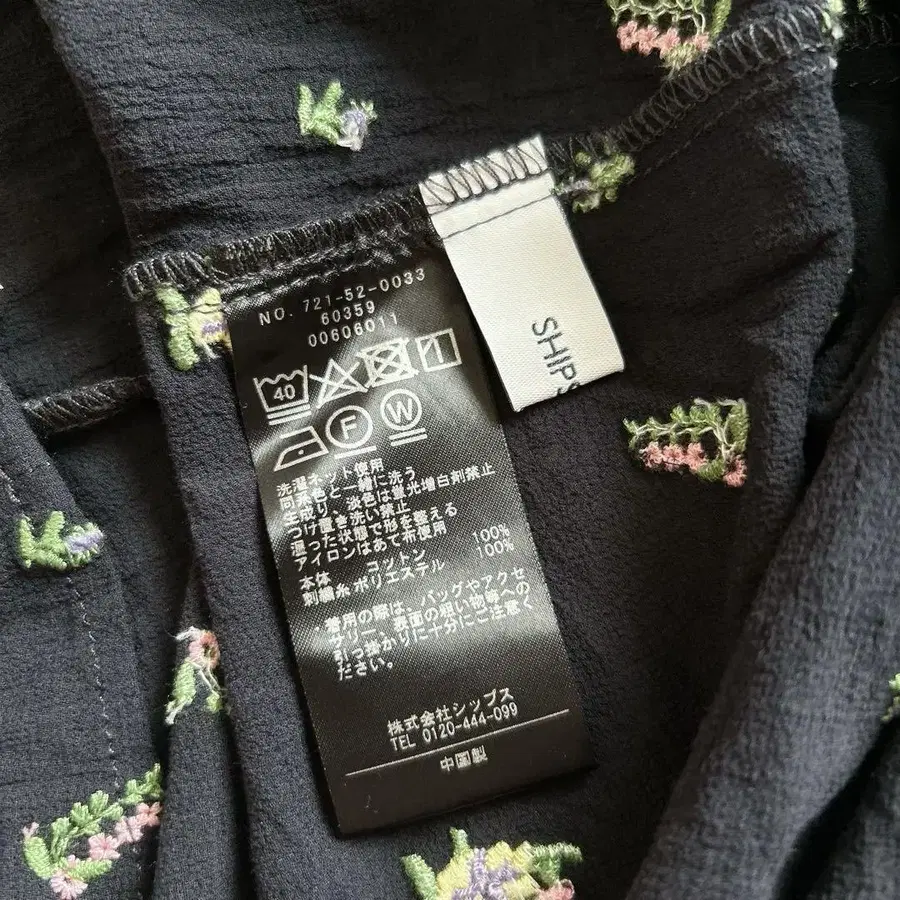 NO. 721-52-0033
60359
00606011
40
F
W
洗濯ネット使用
同系色と一緒に洗う
生成り、淡色は蛍光増白剤禁止
つけ置き洗い禁止
湿った状態で形を整える
アイロンはあて布使用
本体 コットン 100%
刺繍糸 ポリエステル 100%
・着用の際は、バッグやアクセ
サリー、表面の粗い物等への
引っ掛かりに十分にご注意く
ださい。
株式会社シップス
TEL 0120-444-099
中国製
SHIPS